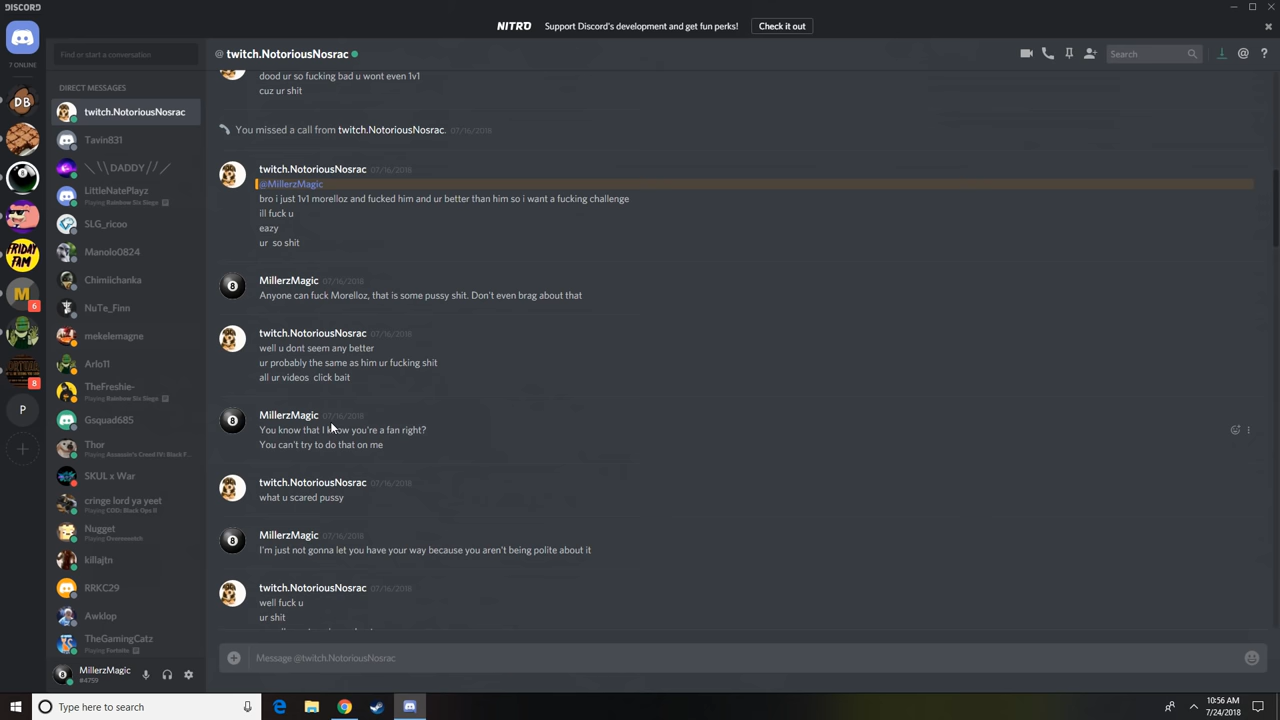 DISCORD
NITRO Support Discord's development and get fun perks! Check it out
7 ONLINE
DB
M
6
8
P
Find or start a conversation
DIRECT MESSAGES
twitch.NotoriousNosrac
Tavin831
＼\\DADDY//／
LittleNatePlayz
Playing Rainbow Six Siege
SLG_ricoo
Manolo0824
Chimiichanka
NuTe_Finn
mekelemagne
Arlo11
TheFreshie-
Playing Rainbow Six Siege
Gsquad685
Thor
Playing Assassin's Creed IV: Black F...
SKUL x War
cringe lord ya yeet
Playing COD: Black Ops II
Nugget
Playing Overwatch
killajtn
RRKC29
Awklop
TheGamingCatz
Playing Fortnite
MillerzMagic
#4759
@ twitch.NotoriousNosrac
Search
dood ur so fucking bad u wont even 1v1
cuz ur shit
You missed a call from twitch.NotoriousNosrac. 07/16/2018
twitch.NotoriousNosrac 07/16/2018
@MillerzMagic
bro i just 1v1 morelloz and fucked him and ur better than him so i want a fucking challenge
ill fuck u
eazy
ur so shit
MillerzMagic 07/16/2018
Anyone can fuck Morelloz, that is some pussy shit. Don't even brag about that
twitch.NotoriousNosrac 07/16/2018
well u dont seem any better
ur probably the same as him ur fucking shit
all ur videos click bait
MillerzMagic 07/16/2018
You know that I know you're a fan right?
You can't try to do that on me
twitch.NotoriousNosrac 07/16/2018
what u scared pussy
MillerzMagic 07/16/2018
I'm just not gonna let you have your way because you aren't being polite about it
twitch.NotoriousNosrac 07/16/2018
well fuck u
ur shit
Message @twitch.NotoriousNosrac
Type here to search
10:56 AM
7/24/2018